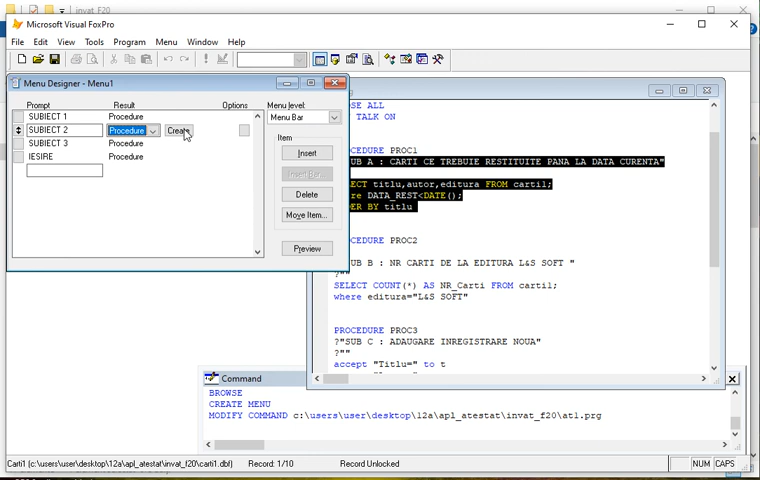 invat_F20
Microsoft Visual FoxPro
File Edit View Tools Program Menu Window Help
Menu Designer - Menu1
Prompt Result Options
SUBIECT 1 Procedure
SUBIECT 2 Procedure Create
SUBIECT 3 Procedure
IESIRE Procedure
Menu level:
Menu Bar
Item
Insert
Insert Bar...
Delete
Move Item...
Preview
OSE ALL
TALK ON
CEDURE PROC1
SUB A : CARTI CE TREBUIE RESTITUITE PANA LA DATA CURENTA"
ECT titlu,autor,editura FROM carti1;
re DATA_REST<DATE();
ER BY titlu
CEDURE PROC2
SUB B : NR CARTI DE LA EDITURA L&S SOFT "
?""
SELECT COUNT(*) AS NR_Carti FROM carti1;
where editura="L&S SOFT"
PROCEDURE PROC3
?"SUB C : ADAUGARE INREGISTRARE NOUA"
?""
accept "Titlu=" to t
Command
BROWSE
CREATE MENU
MODIFY COMMAND c:\users\user\desktop\12a\apl_atestat\invat_f20\at1.prg
Carti1 (c:\users\user\desktop\12a\apl_atestat\invat_f20\carti1.dbf) Record: 1/10 Record Unlocked NUM CAPS